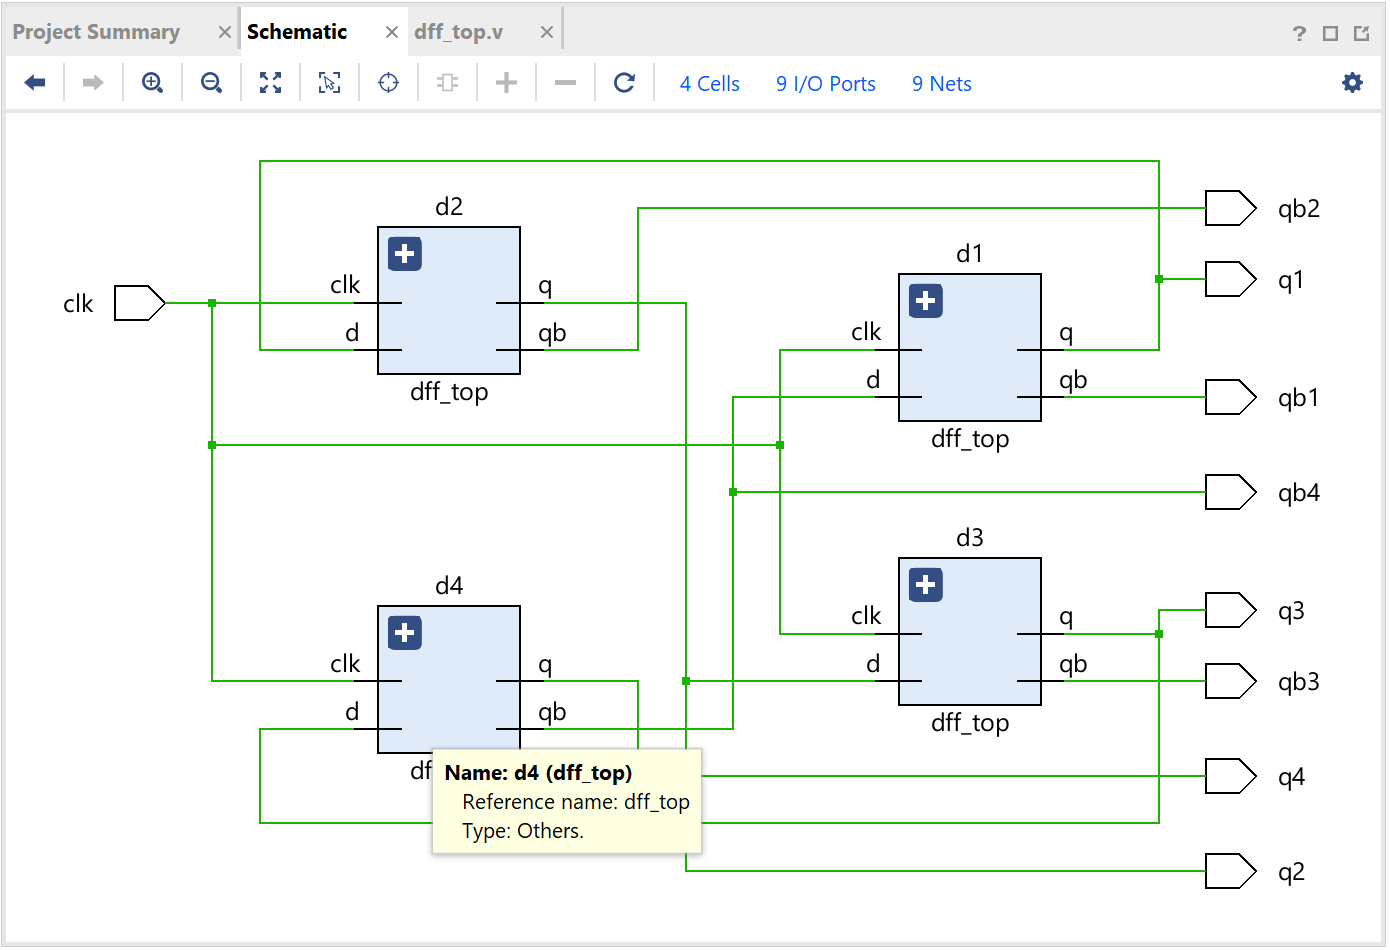 Project Summary × Schematic × dff_top.v ×
?
4 Cells 9 I/O Ports 9 Nets
d2
qb2
d1
q1
clk
clk q
d qb
dff_top
clk q
d qb
qb1
dff_top
qb4
d3
d4
clk q
q3
clk q
d qb
qb3
d qb
dff_top
df
Name: d4 (dff_top)
Reference name: dff_top
Type: Others.
q4
q2